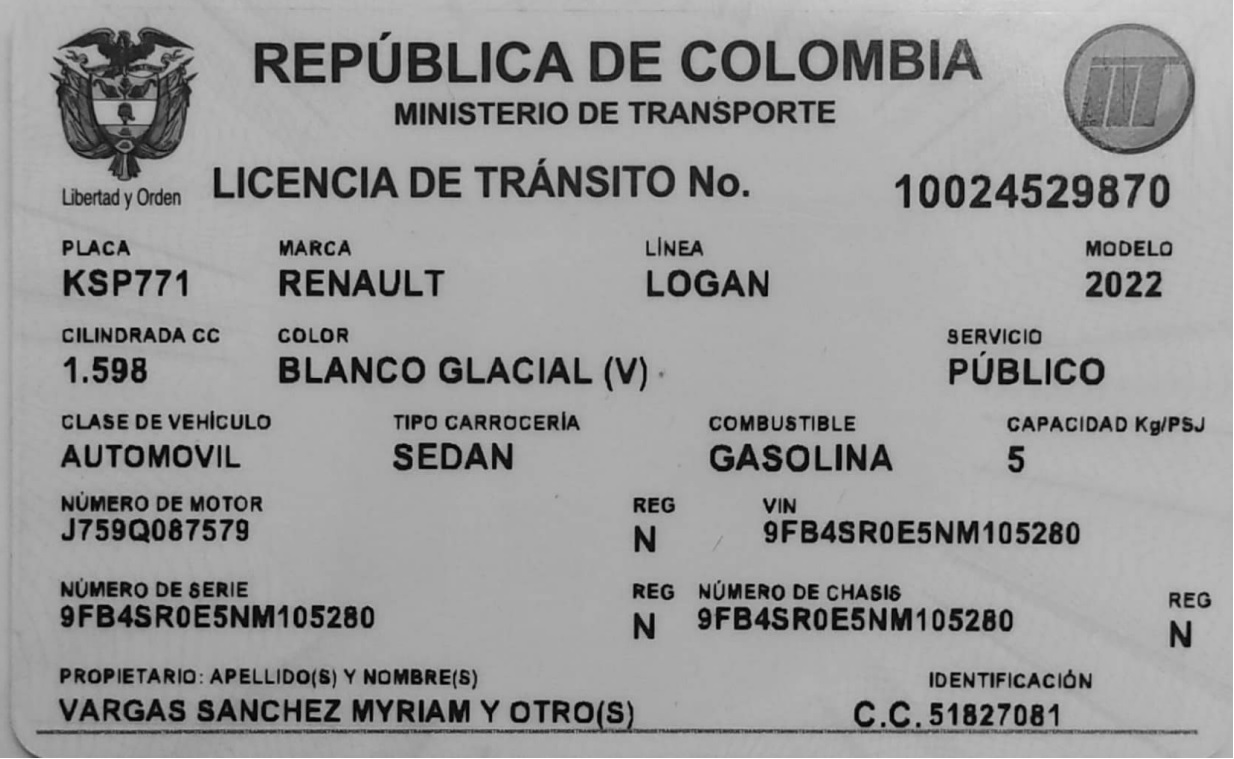 REPÚBLICA DE COLOMBIA
MINISTERIO DE TRANSPORTE
Libertad y Orden
LICENCIA DE TRÁNSITO No. 10024529870
PLACA MARCA LÍNEA MODELO
KSP771 RENAULT LOGAN 2022
CILINDRADA CC COLOR SERVICIO
1.598 BLANCO GLACIAL (V) PÚBLICO
CLASE DE VEHÍCULO TIPO CARROCERÍA COMBUSTIBLE CAPACIDAD Kg/PSJ
AUTOMOVIL SEDAN GASOLINA 5
NÚMERO DE MOTOR REG VIN
J759Q087579 N 9FB4SR0E5NM105280
NÚMERO DE SERIE REG NÚMERO DE CHASIS REG
9FB4SR0E5NM105280 N 9FB4SR0E5NM105280 N
PROPIETARIO: APELLIDO(S) Y NOMBRE(S) IDENTIFICACIÓN
VARGAS SANCHEZ MYRIAM Y OTRO(S) C.C. 51827081